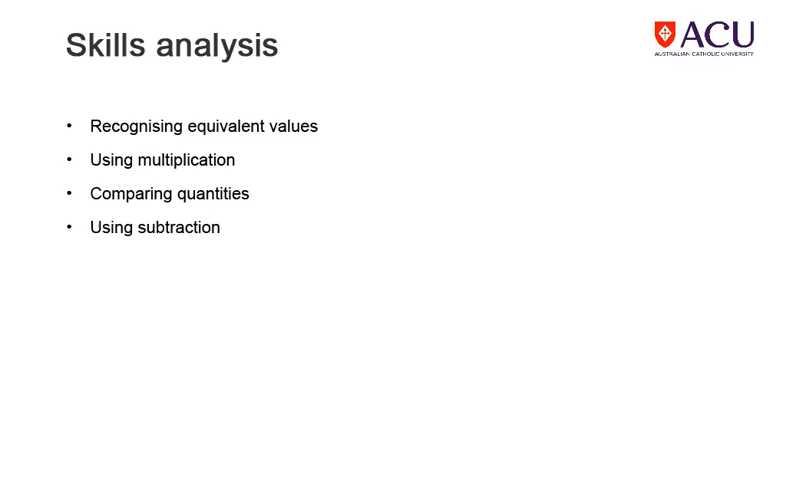 Skills analysis
ACU
AUSTRALIAN CATHOLIC UNIVERSITY
• Recognising equivalent values
• Using multiplication
• Comparing quantities
• Using subtraction